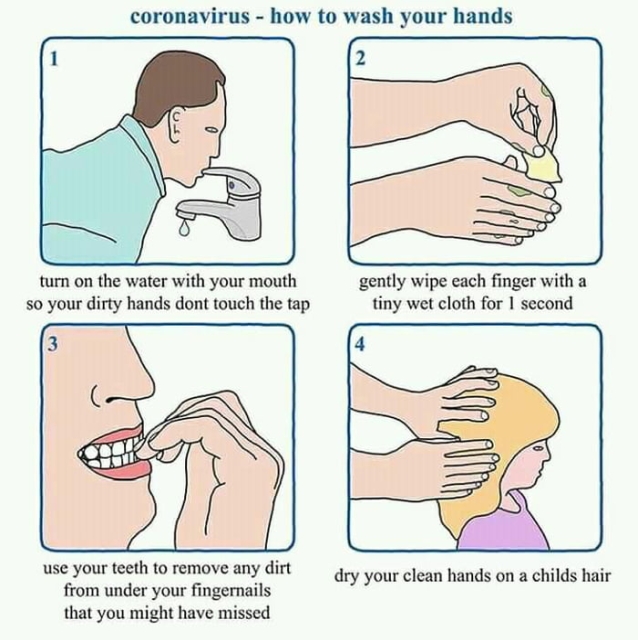 coronavirus - how to wash your hands
1
turn on the water with your mouth
so your dirty hands dont touch the tap
2
gently wipe each finger with a
tiny wet cloth for 1 second
3
use your teeth to remove any dirt
from under your fingernails
that you might have missed
4
dry your clean hands on a childs hair